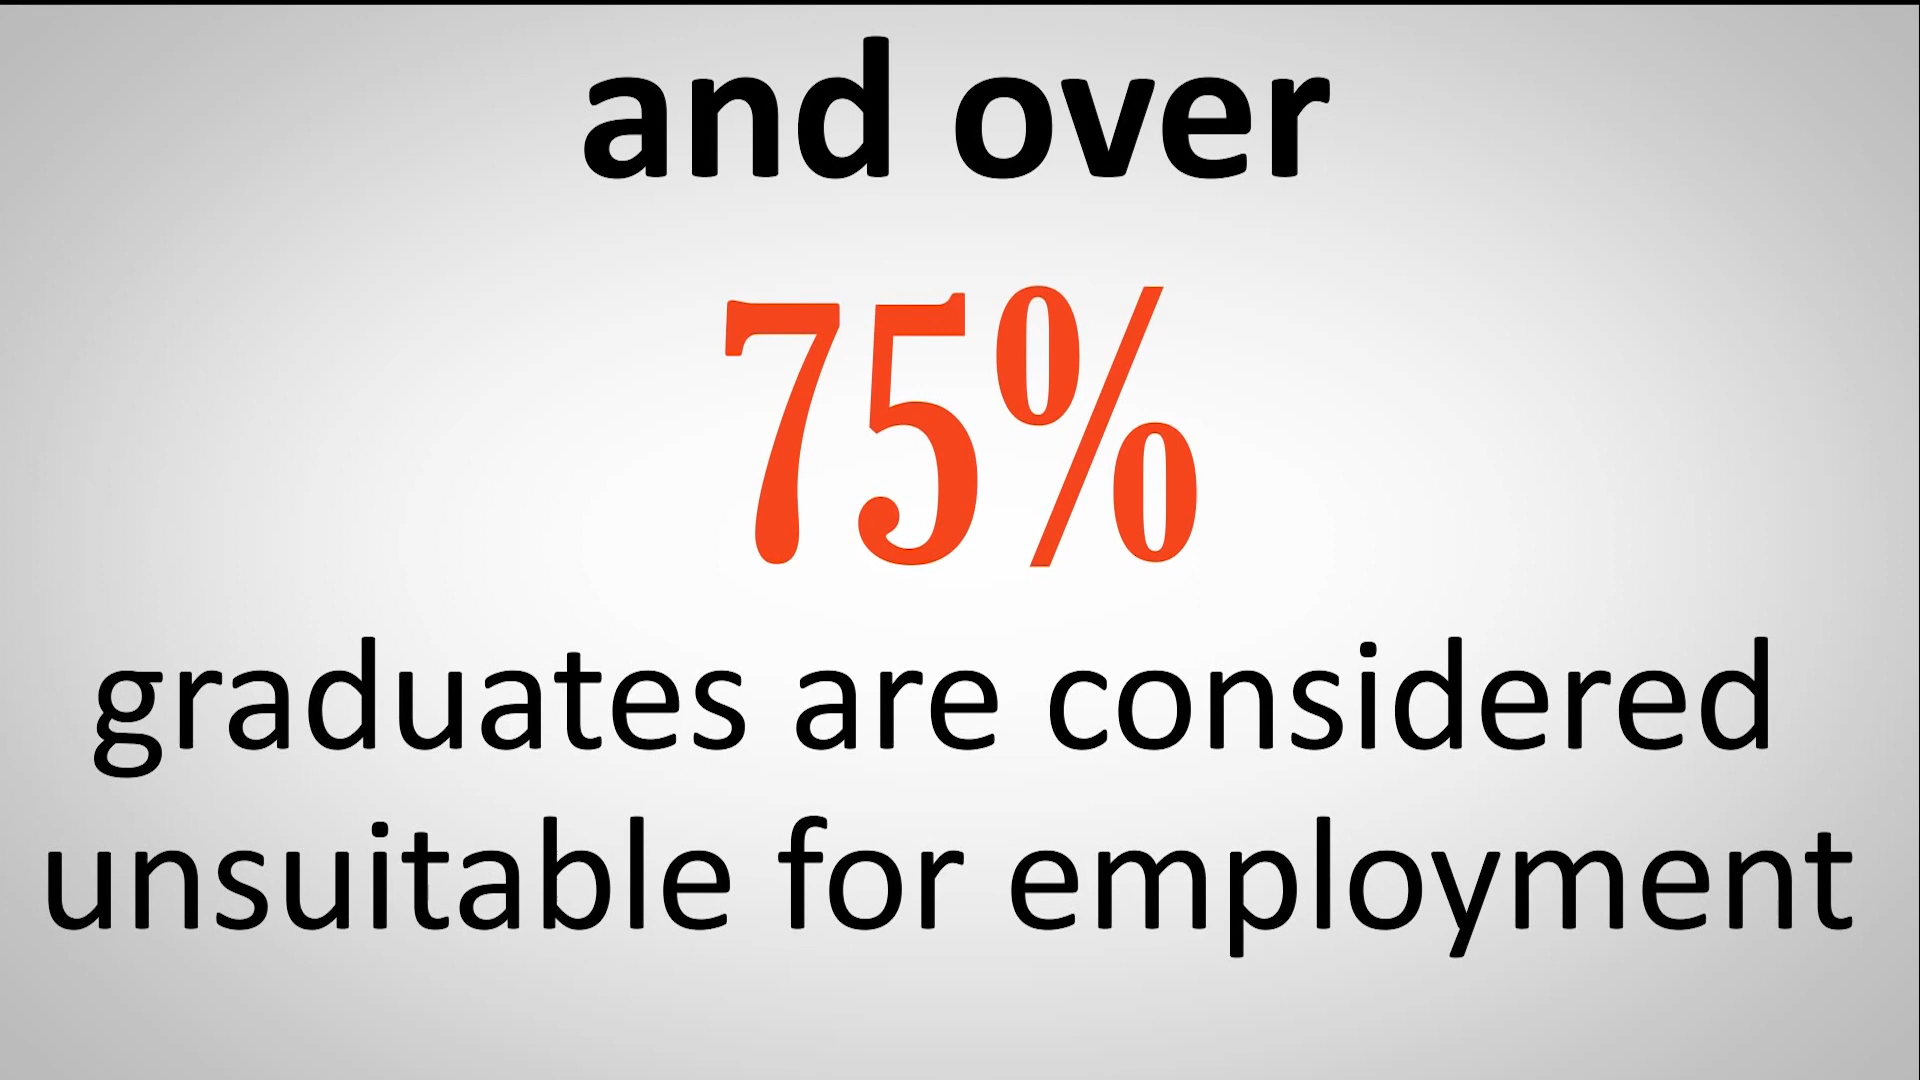 and over
75%
graduates are considered
unsuitable for employment